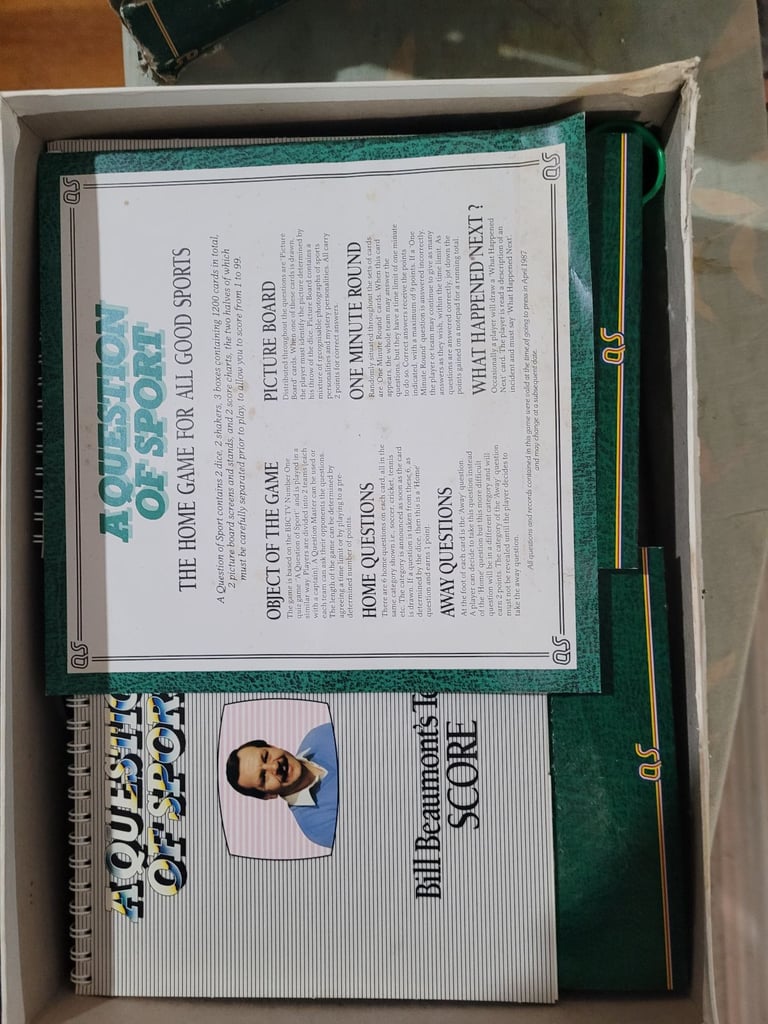 A QUESTION
OF SPORT
THE HOME GAME FOR ALL GOOD SPORTS
A Question of Sport contains 2 dice, 2 shakers, 3 boxes containing 1200 cards in total,
2 picture board screens and stands, and 2 score charts, the two halves of which
must be carefully separated prior to play, to allow you to score from 1 to 99.
OBJECT OF THE GAME
The game is based on the BBC TV Number One
quiz game "A Question of Sport" and is played in a
similar way. Players are divided into 2 teams (each
with a captain). A Question Master can be used or
each team can ask their opponents the questions.
The length of the game can be determined by
agreeing a time limit or by playing to a pre-
determined number of points.
HOME QUESTIONS
There are 6 home questions on each card, all in the
same category shown i.e. soccer, cricket, tennis
etc. The category is announced as soon as the card
is drawn. If a question is taken from these 6, as
determined by the dice, then this is a 'Home'
question and earns 1 point.
AWAY QUESTIONS
At the foot of each card is the 'Away' question.
A player can decide to take this question instead
of the 'Home' question but this more difficult
question will be in a different category and will
earn 2 points. The category of the 'Away' question
must not be revealed until the player decides to
take the away question.
PICTURE BOARD
Distributed throughout the questions are 'Picture
Board' cards. When one of these cards is drawn,
the player must identify the picture determined by
his throw of the dice. Picture Board contains a
mixture of recognisable photographs of sports
personalities and mystery personalities. All carry
2 points for correct answers.
ONE MINUTE ROUND
Randomly situated throughout the sets of cards
are 'One Minute Round' cards. When this card
appears, the whole team may answer the
questions, but they have a time limit of one minute
to do so. Correct answers receive the points
indicated, with a maximum of 9 points. If a 'One
Minute Round' question is answered incorrectly,
the player or team may continue to give as many
answers as they wish, within the time limit. As
questions are answered correctly, jot down the
points gained on a notepad for a running total.
WHAT HAPPENED NEXT?
Occasionally a player will draw a 'What Happened
Next' card. The player is read a description of an
incident and must say 'What Happened Next'.
All questions and records contained in this game were valid at the time of going to press in April 1987
and may change at a subsequent date.
QS
QS
QS
QS
A QUESTIO
OF SPOR
Bill Beaumont's Te
SCORE
QS
QS